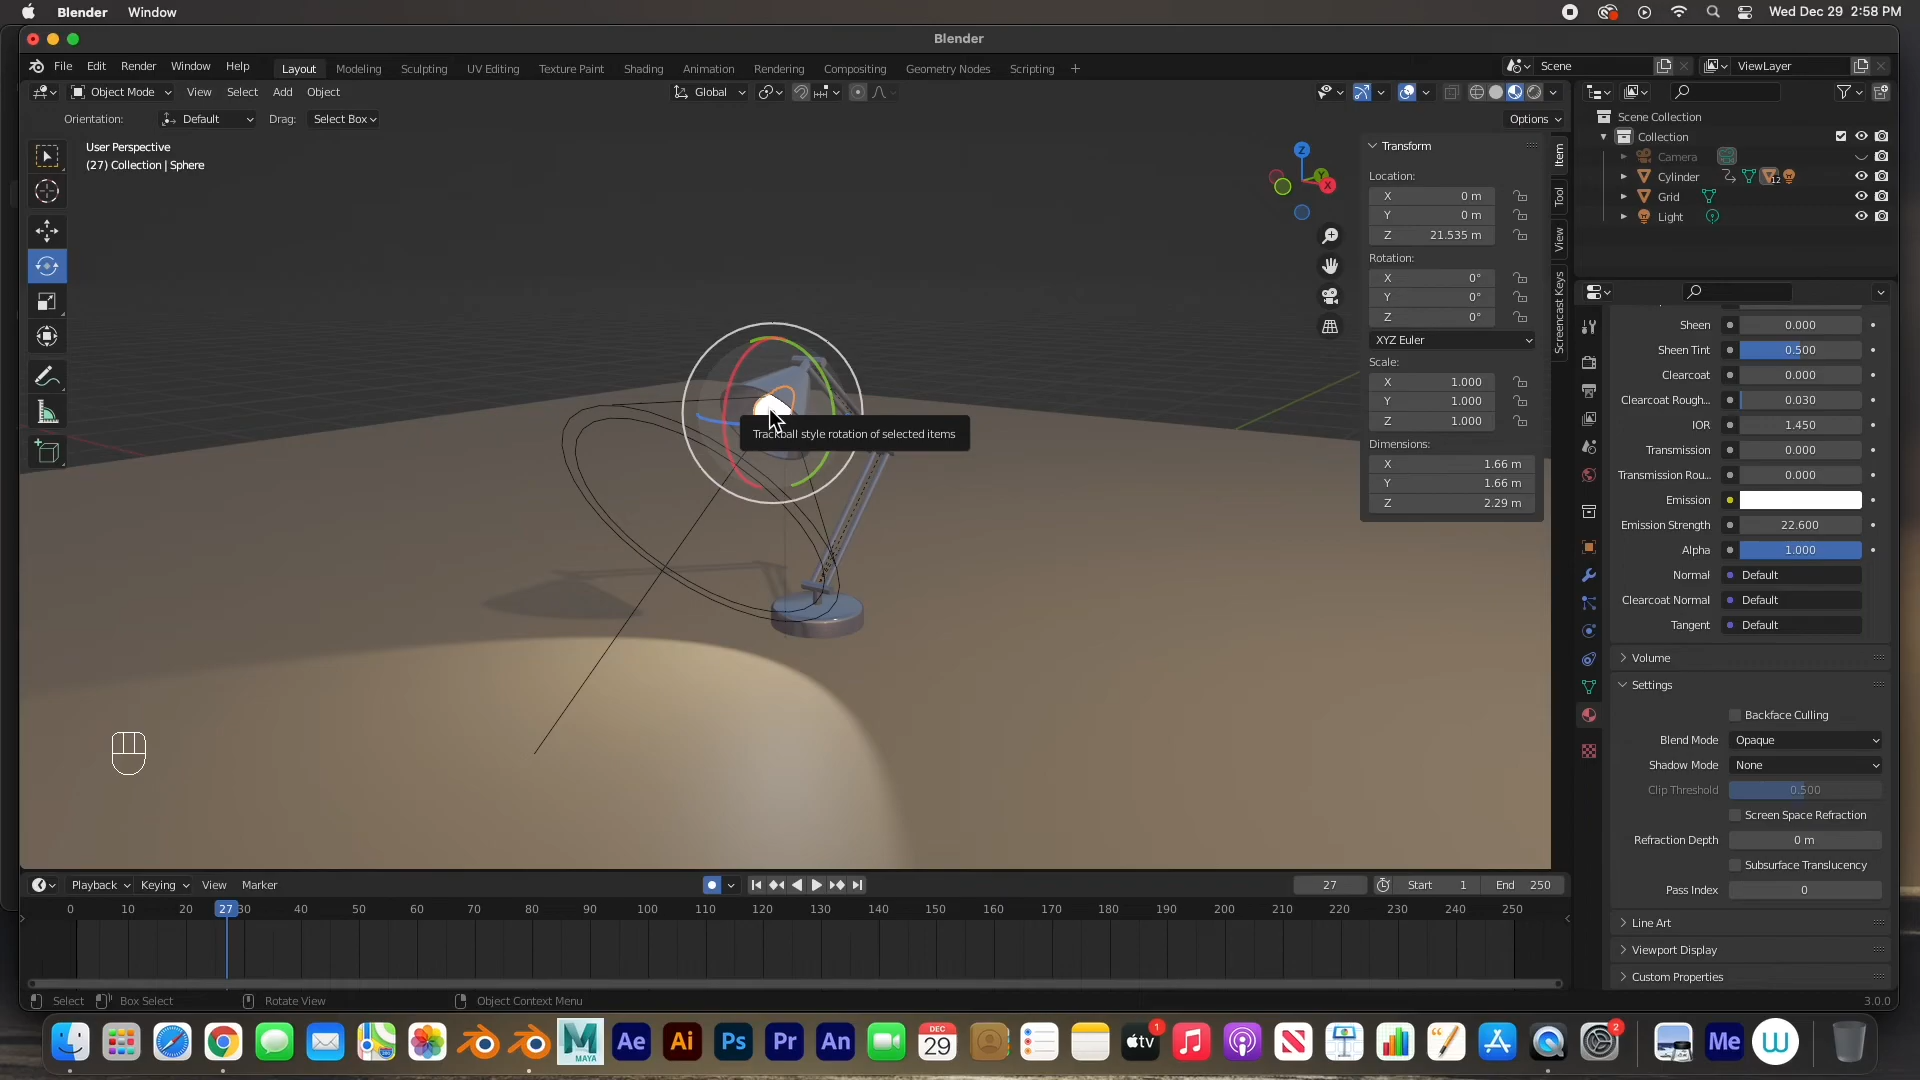 Blender Window Wed Dec 29 2:58 PM
Blender
File Edit Render Window Help Layout Modeling Sculpting UV Editing Texture Paint Shading Animation Rendering Compositing Geometry Nodes Scripting + Scene ViewLayer
Object Mode View Select Add Object Global
Orientation: Default Drag: Select Box Options
User Perspective
(27) Collection | Sphere
Z
Y
X
Transform
Location:
X 0 m
Y 0 m
Z 21.535 m
Rotation:
X 0°
Y 0°
Z 0°
XYZ Euler
Scale:
X 1.000
Y 1.000
Z 1.000
Dimensions:
X 1.66 m
Y 1.66 m
Z 2.29 m
Item
Tool
View
Screencast Keys
Trackball style rotation of selected items
Scene Collection
Collection
Camera
Cylinder 12
Grid
Light
Sheen 0.000
Sheen Tint 0.500
Clearcoat 0.000
Clearcoat Rough... 0.030
IOR 1.450
Transmission 0.000
Transmission Rou... 0.000
Emission
Emission Strength 22.600
Alpha 1.000
Normal Default
Clearcoat Normal Default
Tangent Default
Volume
Settings
Backface Culling
Blend Mode Opaque
Shadow Mode None
Clip Threshold 0.500
Screen Space Refraction
Refraction Depth 0 m
Subsurface Translucency
Pass Index 0
Line Art
Viewport Display
Custom Properties
Playback Keying View Marker 27 Start 1 End 250
0 10 20 27 30 40 50 60 70 80 90 100 110 120 130 140 150 160 170 180 190 200 210 220 230 240 250
Select Box Select Rotate View Object Context Menu 3.0.0
MAYA Ae Ai Ps Pr An DEC 29 tv 1 2 Me